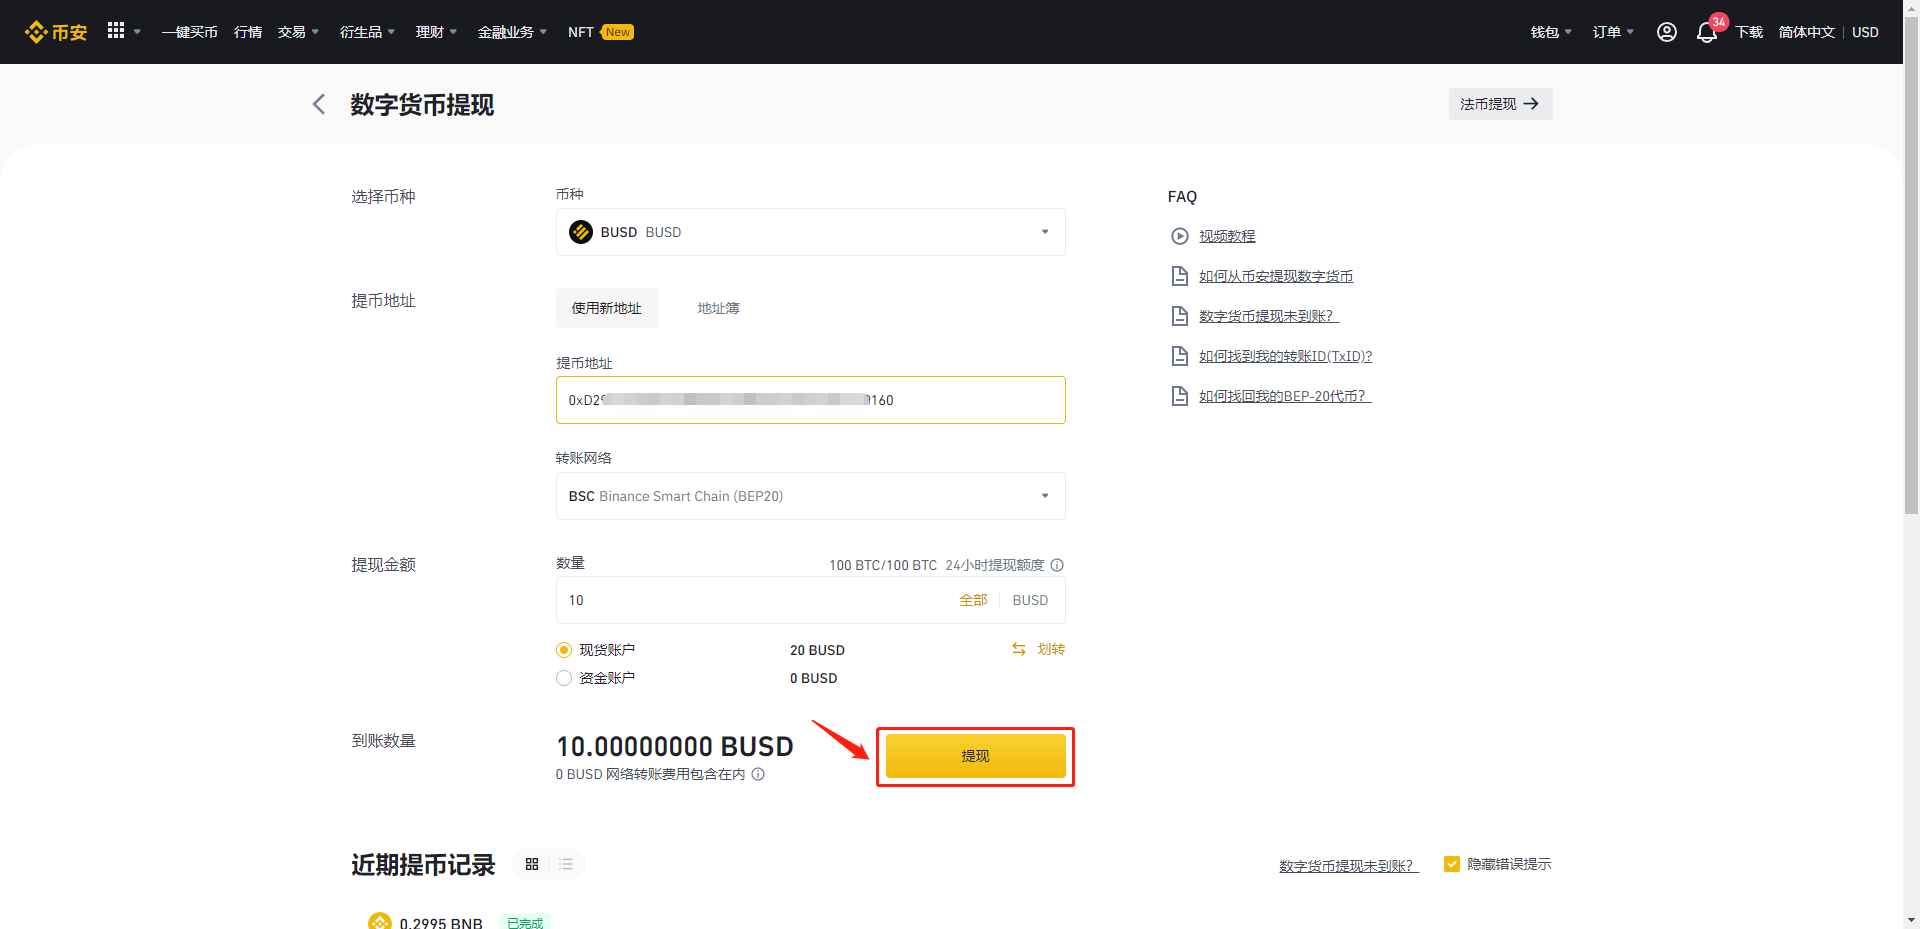 币安
一键买币 行情 交易 衍生品 理财 金融业务 NFT New
钱包 订单 34 下载 简体中文 USD
数字货币提现
法币提现
选择币种
币种
BUSD BUSD
提币地址
使用新地址 地址簿
提币地址
0xD29 0160
转账网络
BSC Binance Smart Chain (BEP20)
提现金额
数量 100 BTC/100 BTC 24小时提现额度
10 全部 BUSD
现货账户 20 BUSD 划转
资金账户 0 BUSD
到账数量
10.00000000 BUSD
0 BUSD 网络转账费用包含在内
提现
FAQ
视频教程
如何从币安提现数字货币
数字货币提现未到账?
如何找到我的转账ID(TxID)?
如何找回我的BEP-20代币?
近期提币记录
数字货币提现未到账? 隐藏错误提示
0.2995 BNB 已完成